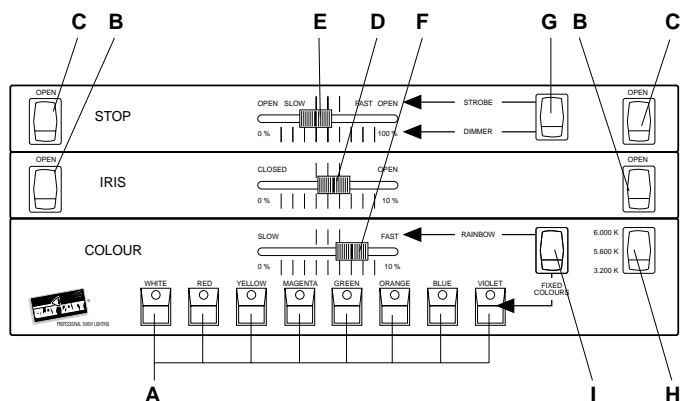 C B E D F G B C
OPEN OPEN
STOP OPEN SLOW FAST OPEN STROBE
0 % 100 % DIMMER
OPEN OPEN
IRIS CLOSED OPEN
0 % 10 %
COLOUR SLOW FAST RAINBOW 6.000 K
5.600 K
0 % 10 % 3.200 K
WHITE RED YELLOW MAGENTA GREEN ORANGE BLUE VIOLET FIXED
COLOURS
CLAY PAKY ®
PROFESSIONAL SHOW LIGHTING
A I H